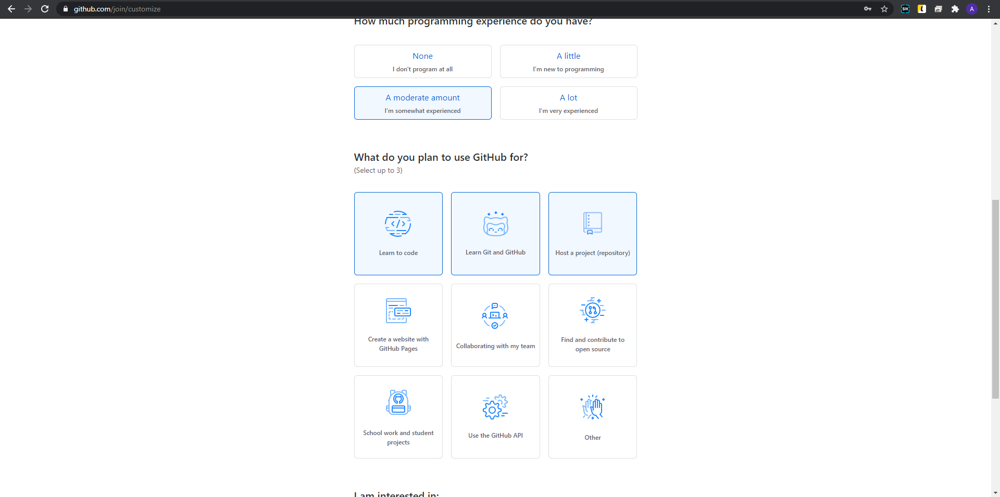 github.com/join/customize
SIH
L
A
How much programming experience do you have?
None
I don't program at all
A little
I'm new to programming
A moderate amount
I'm somewhat experienced
A lot
I'm very experienced
What do you plan to use GitHub for?
(Select up to 3)
Learn to code
Learn Git and GitHub
Host a project (repository)
Create a website with
GitHub Pages
Collaborating with my team
Find and contribute to
open source
School work and student
projects
Use the GitHub API
Other
I am interested in: